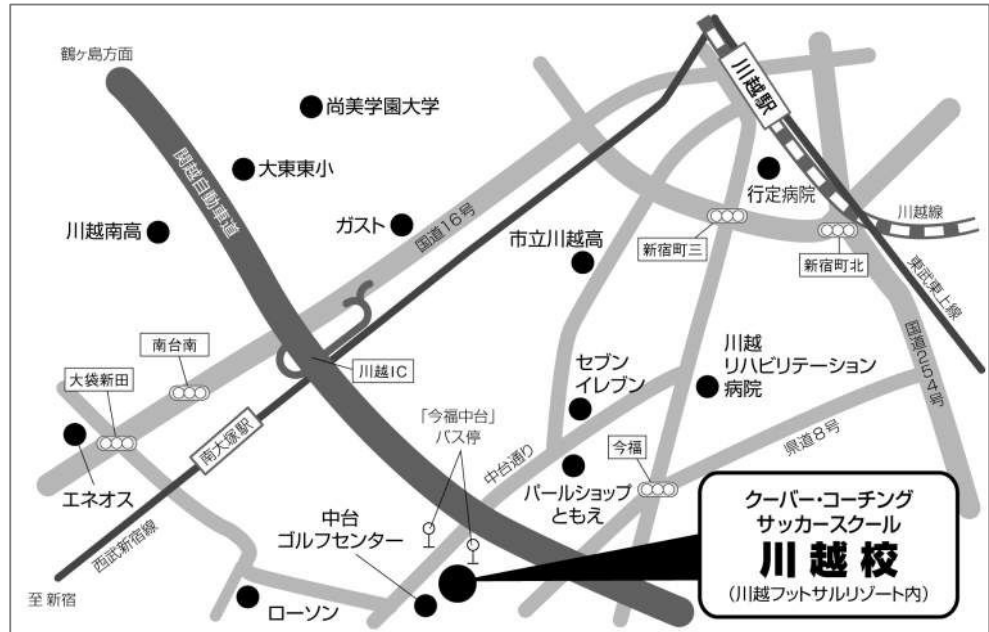 鶴ヶ島方面
尚美学園大学
大東東小
川越南高
関越自動車道
ガスト
国道16号
川越駅
行定病院
川越線
新宿町三
新宿町北
市立川越高
東武東上線
国道254号
南台南
大袋新田
川越IC
セブン
イレブン
川越
リハビリテーション
病院
「今福中台」
バス停
中台通り
今福
県道8号
南大塚駅
エネオス
パールショップ
ともえ
西武新宿線
中台
ゴルフセンター
至 新宿
ローソン
クーバー・コーチング
サッカースクール
川越校
(川越フットサルリゾート内)